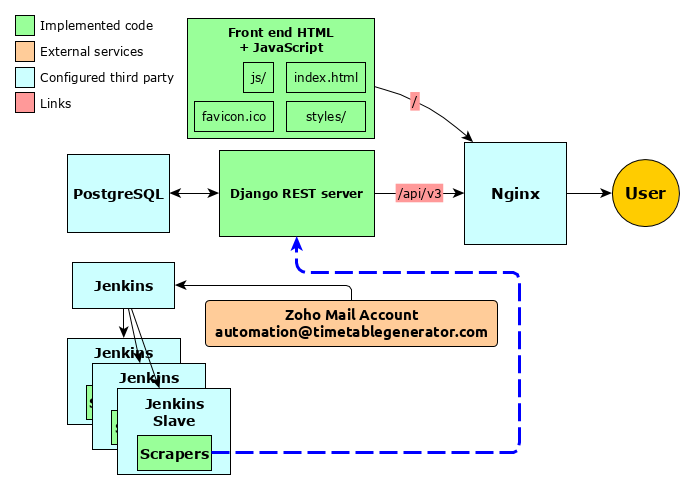 Implemented code
External services
Configured third party
Links
Front end HTML
+ JavaScript
js/
index.html
favicon.ico
styles/
/
PostgreSQL
Django REST server
/api/v3
Nginx
User
Jenkins
Zoho Mail Account
automation@timetablegenerator.com
Jenkins
Jenkins
Jenkins
Slave
Scrapers